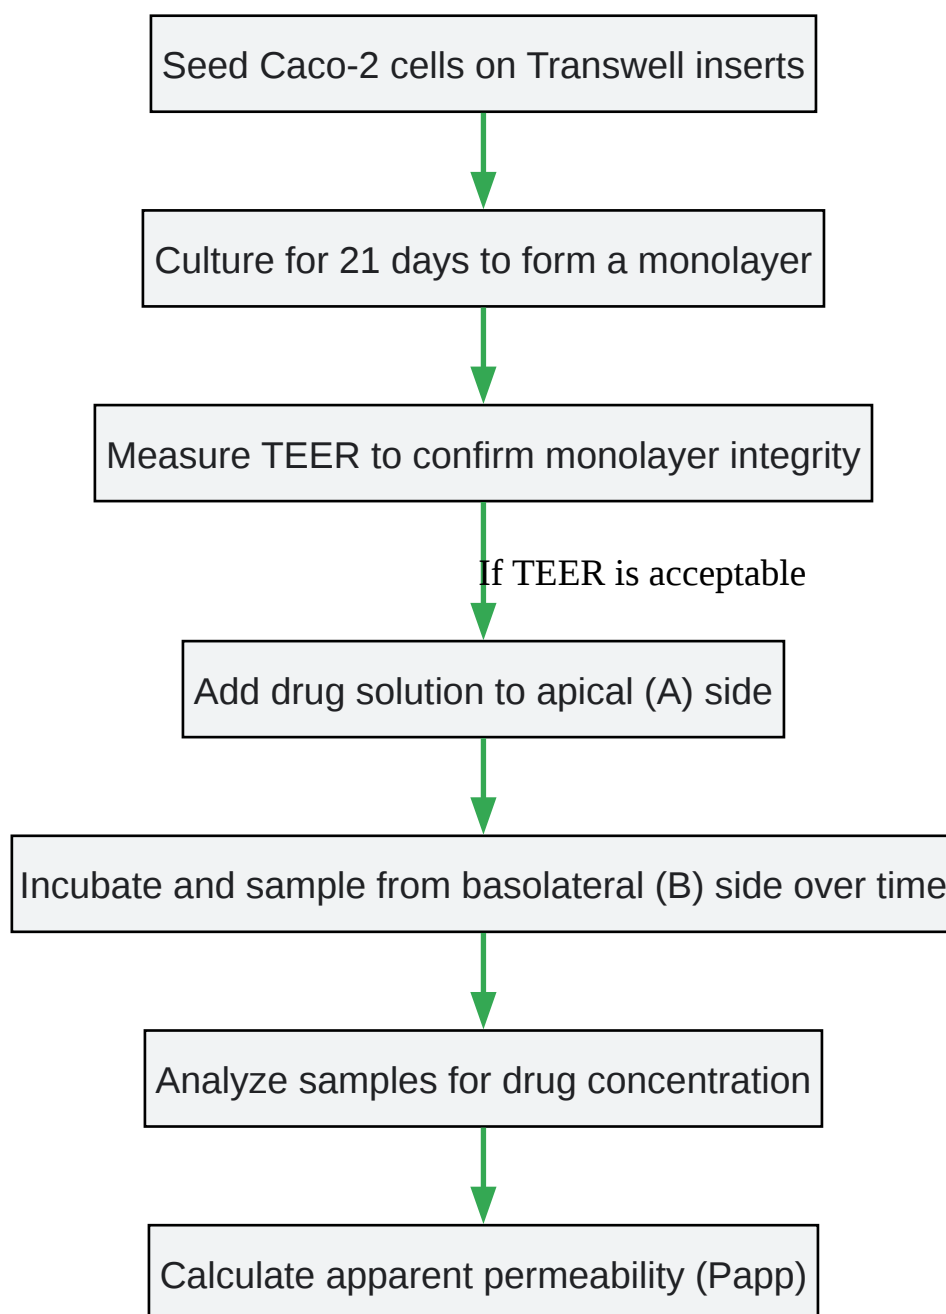 Seed Caco-2 cells on Transwell inserts
Culture for 21 days to form a monolayer
Measure TEER to confirm monolayer integrity
If TEER is acceptable
Add drug solution to apical (A) side
Incubate and sample from basolateral (B) side over time
Analyze samples for drug concentration
Calculate apparent permeability (Papp)